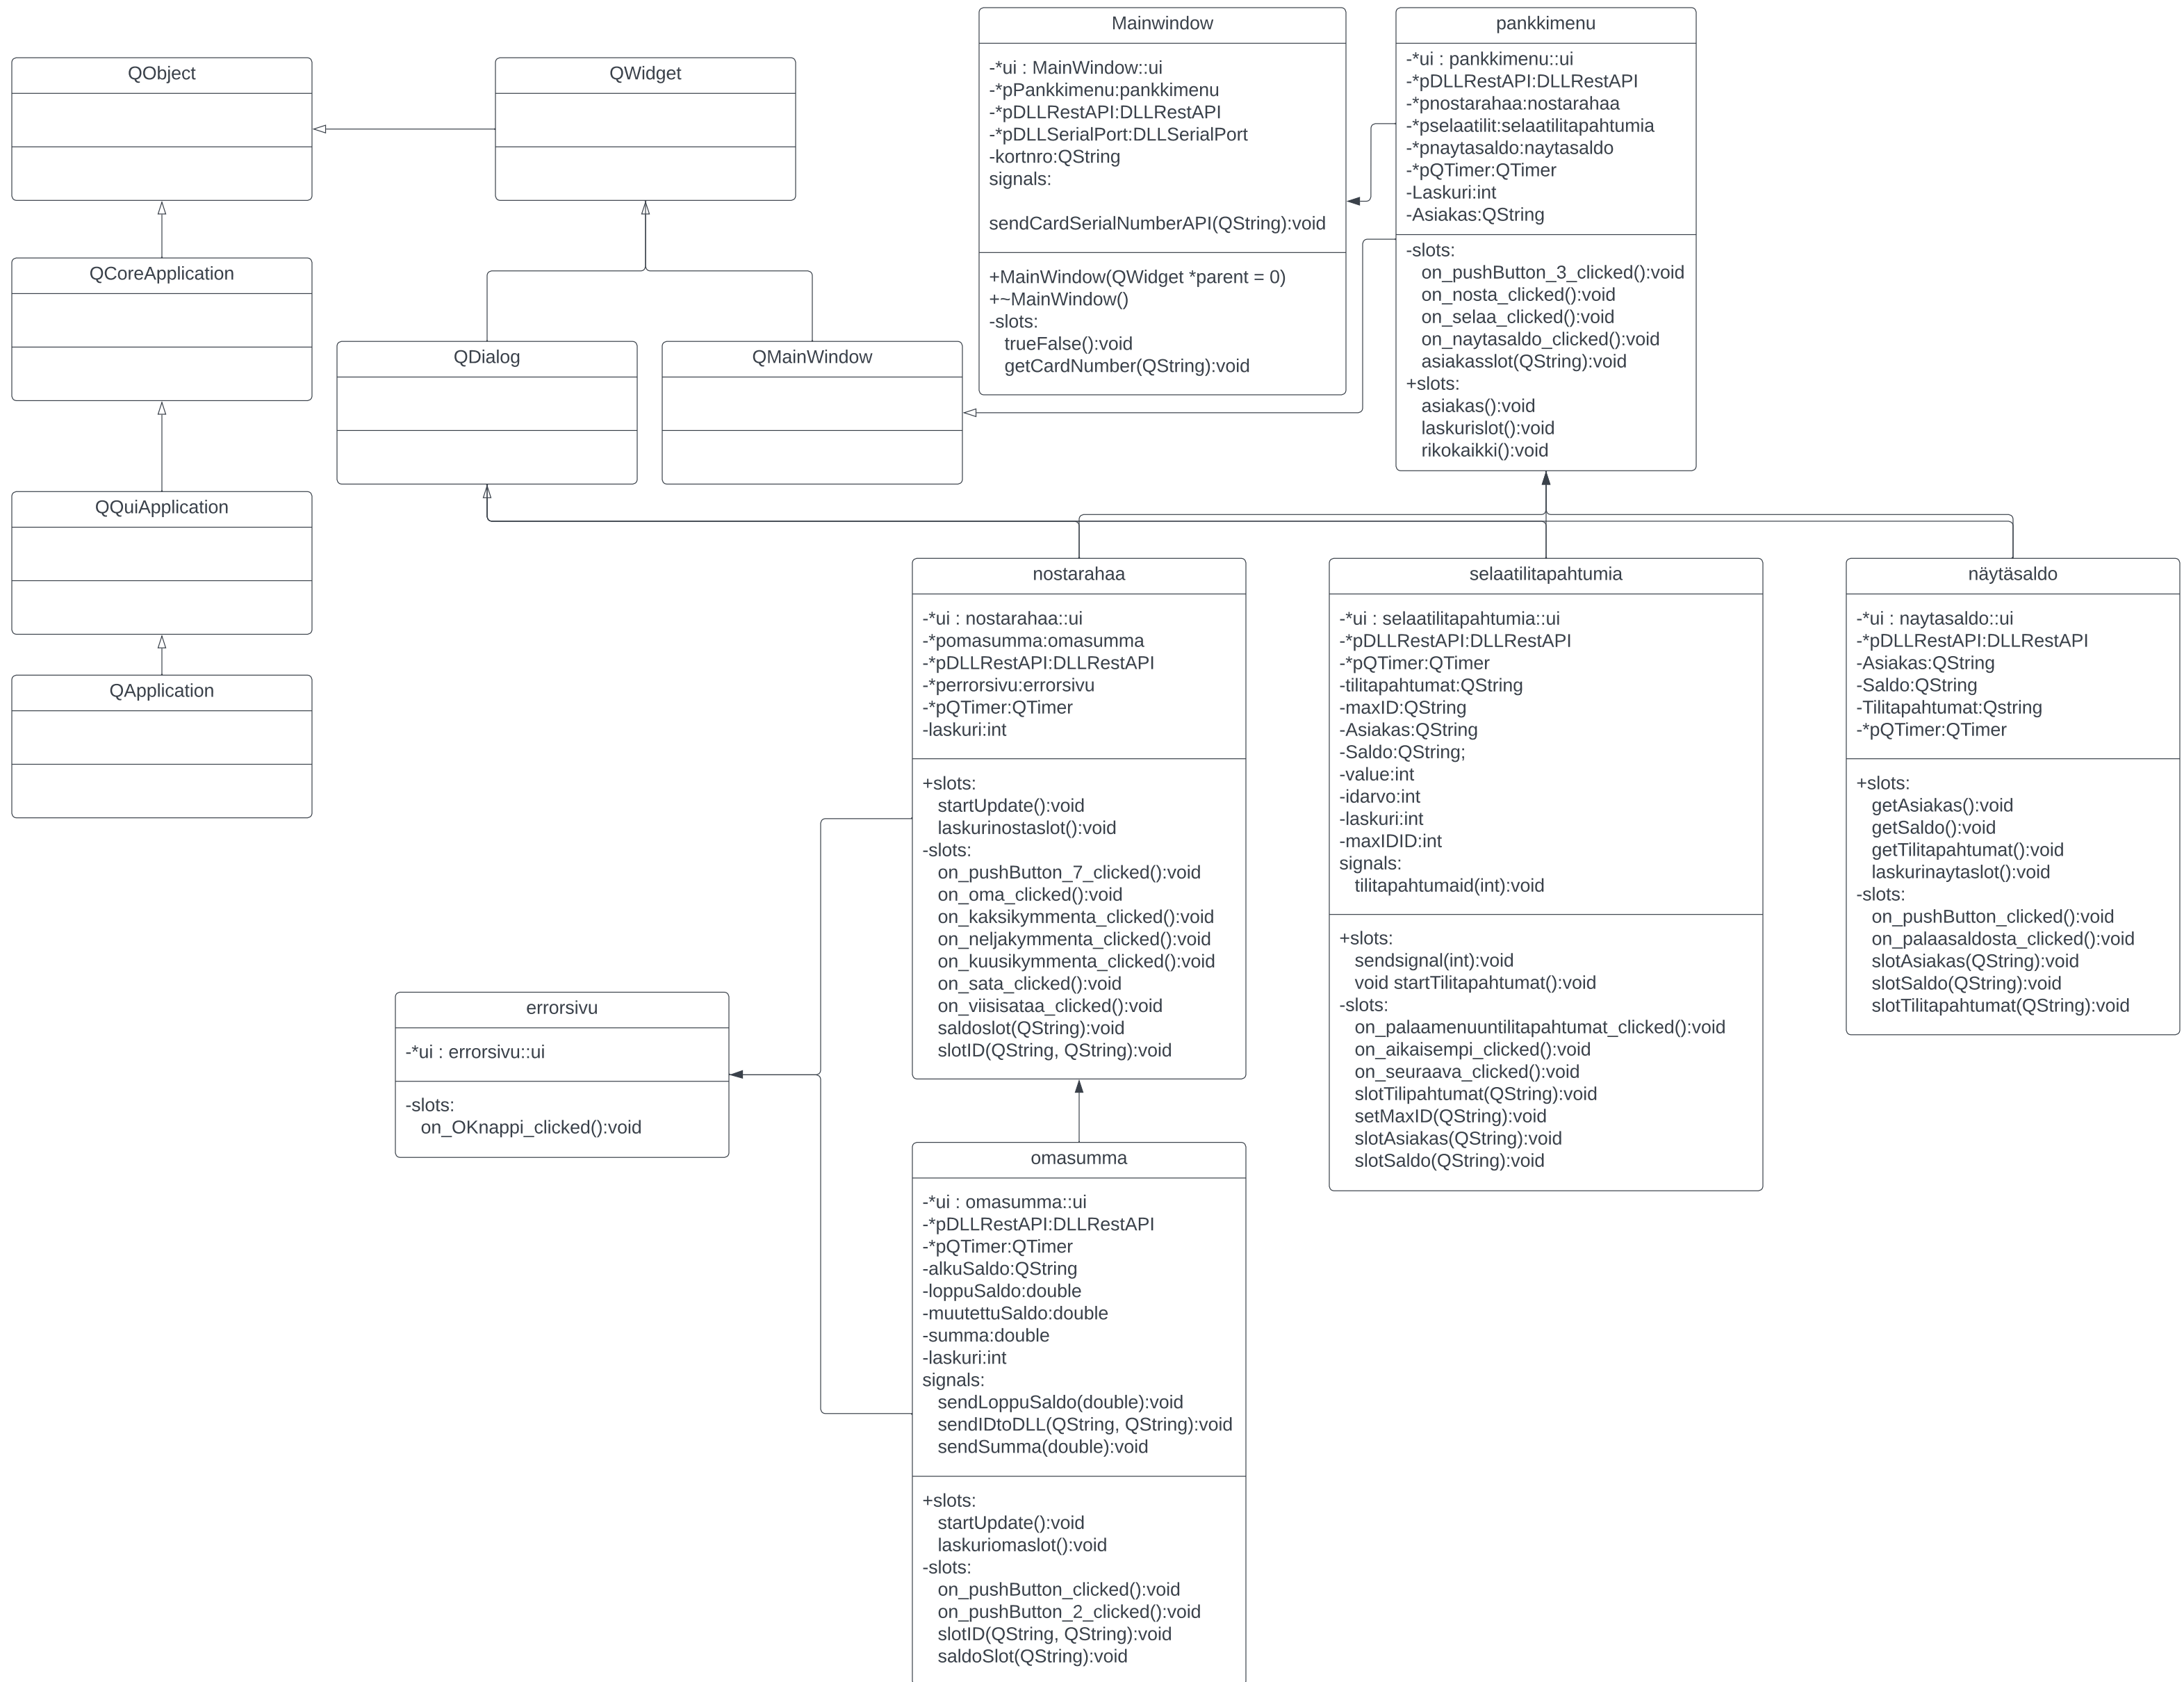 QObject
QWidget
QCoreApplication
QDialog
QMainWindow
QQuiApplication
QApplication
Mainwindow
-*ui : MainWindow::ui
-*pPankkimenu:pankkimenu
-*pDLLRestAPI:DLLRestAPI
-*pDLLSerialPort:DLLSerialPort
-kortnro:QString
signals:
sendCardSerialNumberAPI(QString):void
+MainWindow(QWidget *parent = 0)
+~MainWindow()
-slots:
trueFalse():void
getCardNumber(QString):void
pankkimenu
-*ui : pankkimenu::ui
-*pDLLRestAPI:DLLRestAPI
-*pnostarahaa:nostarahaa
-*pselaatilit:selaatilitapahtumia
-*pnaytasaldo:naytasaldo
-*pQTimer:QTimer
-Laskuri:int
-Asiakas:QString
-slots:
on_pushButton_3_clicked():void
on_nosta_clicked():void
on_selaa_clicked():void
on_naytasaldo_clicked():void
asiakasslot(QString):void
+slots:
asiakas():void
laskurislot():void
rikokaikki():void
nostarahaa
-*ui : nostarahaa::ui
-*pomasumma:omasumma
-*pDLLRestAPI:DLLRestAPI
-*perrorsivu:errorsivu
-*pQTimer:QTimer
-laskuri:int
+slots:
startUpdate():void
laskurinostaslot():void
-slots:
on_pushButton_7_clicked():void
on_oma_clicked():void
on_kaksikymmenta_clicked():void
on_neljakymmenta_clicked():void
on_kuusikymmenta_clicked():void
on_sata_clicked():void
on_viisisataa_clicked():void
saldoslot(QString):void
slotID(QString, QString):void
selaatilitapahtumia
-*ui : selaatilitapahtumia::ui
-*pDLLRestAPI:DLLRestAPI
-*pQTimer:QTimer
-tilitapahtumat:QString
-maxID:QString
-Asiakas:QString
-Saldo:QString;
-value:int
-idarvo:int
-laskuri:int
-maxIDID:int
signals:
tilitapahtumaid(int):void
+slots:
sendsignal(int):void
void startTilitapahtumat():void
-slots:
on_palaamenuuntilitapahtumat_clicked():void
on_aikaisempi_clicked():void
on_seuraava_clicked():void
slotTilipahtumat(QString):void
setMaxID(QString):void
slotAsiakas(QString):void
slotSaldo(QString):void
näytäsaldo
-*ui : naytasaldo::ui
-*pDLLRestAPI:DLLRestAPI
-Asiakas:QString
-Saldo:QString
-Tilitapahtumat:Qstring
-*pQTimer:QTimer
+slots:
getAsiakas():void
getSaldo():void
getTilitapahtumat():void
laskurinaytaslot():void
-slots:
on_pushButton_clicked():void
on_palaasaldosta_clicked():void
slotAsiakas(QString):void
slotSaldo(QString):void
slotTilitapahtumat(QString):void
errorsivu
-*ui : errorsivu::ui
-slots:
on_OKnappi_clicked():void
omasumma
-*ui : omasumma::ui
-*pDLLRestAPI:DLLRestAPI
-*pQTimer:QTimer
-alkuSaldo:QString
-loppuSaldo:double
-muutettuSaldo:double
-summa:double
-laskuri:int
signals:
sendLoppuSaldo(double):void
sendIDtoDLL(QString, QString):void
sendSumma(double):void
+slots:
startUpdate():void
laskuriomaslot():void
-slots:
on_pushButton_clicked():void
on_pushButton_2_clicked():void
slotID(QString, QString):void
saldoSlot(QString):void